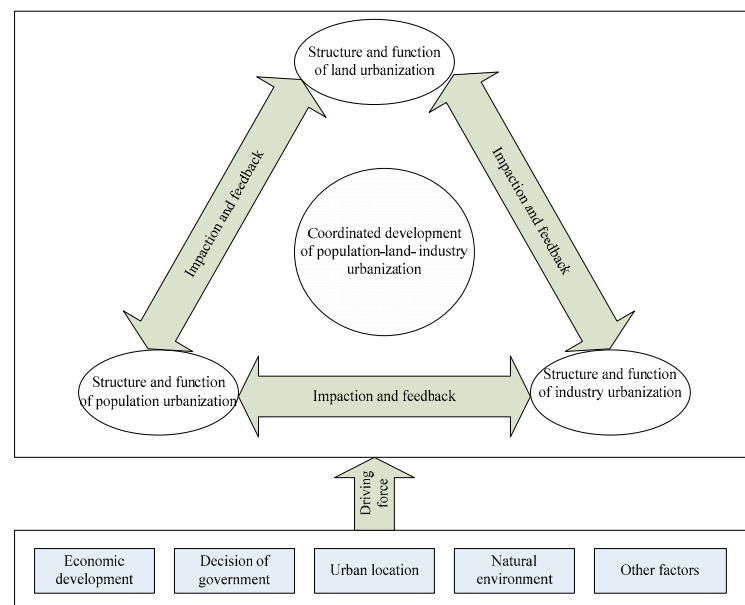 Structure and function
of land urbanization
Impaction and feedback
Impaction and feedback
Coordinated development
of population-land-industry
urbanization
Structure and function
of population urbanization
Impaction and feedback
Structure and function
of industry urbanization
Driving
force
Economic
development
Decision of
government
Urban location
Natural
environment
Other factors